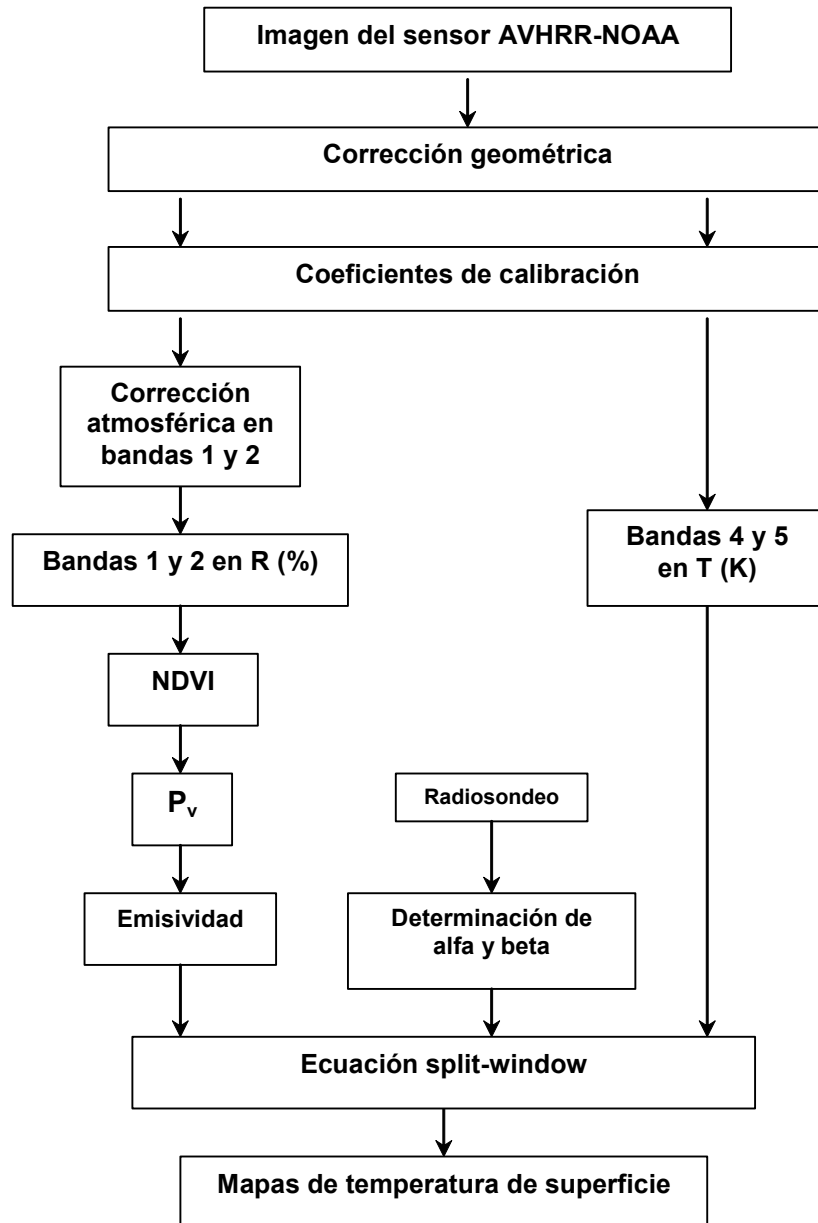 Imagen del sensor AVHRR-NOAA
Corrección geométrica
Coeficientes de calibración
Corrección
atmosférica en
bandas 1 y 2
Bandas 1 y 2 en R (%)
Bandas 4 y 5
en T (K)
NDVI
Pv
Radiosondeo
Emisividad
Determinación de
alfa y beta
Ecuación split-window
Mapas de temperatura de superficie